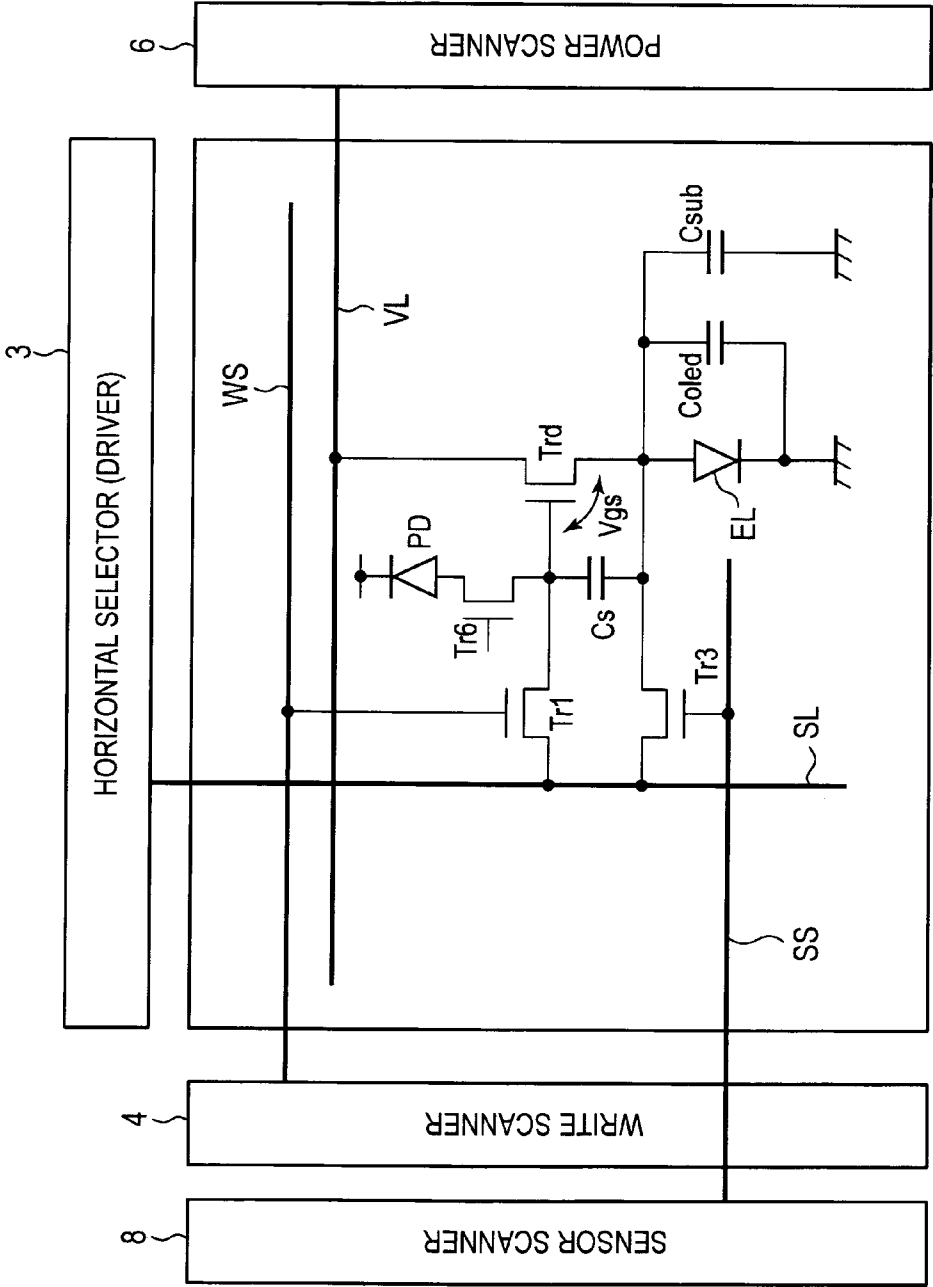 3
HORIZONTAL SELECTOR (DRIVER)
6
POWER SCANNER
WS
VL
PD
Tr6
Trd
Vgs
Tr1
Cs
Tr3
Coled
Csub
EL
SL
SS
4
WRITE SCANNER
8
SENSOR SCANNER